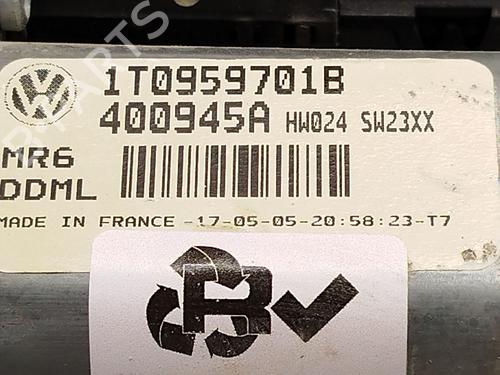 1T0959701B
400945A HW024 SW23XX
MR6
DDML
MADE IN FRANCE -17-05-05-20:58:23-T7
R